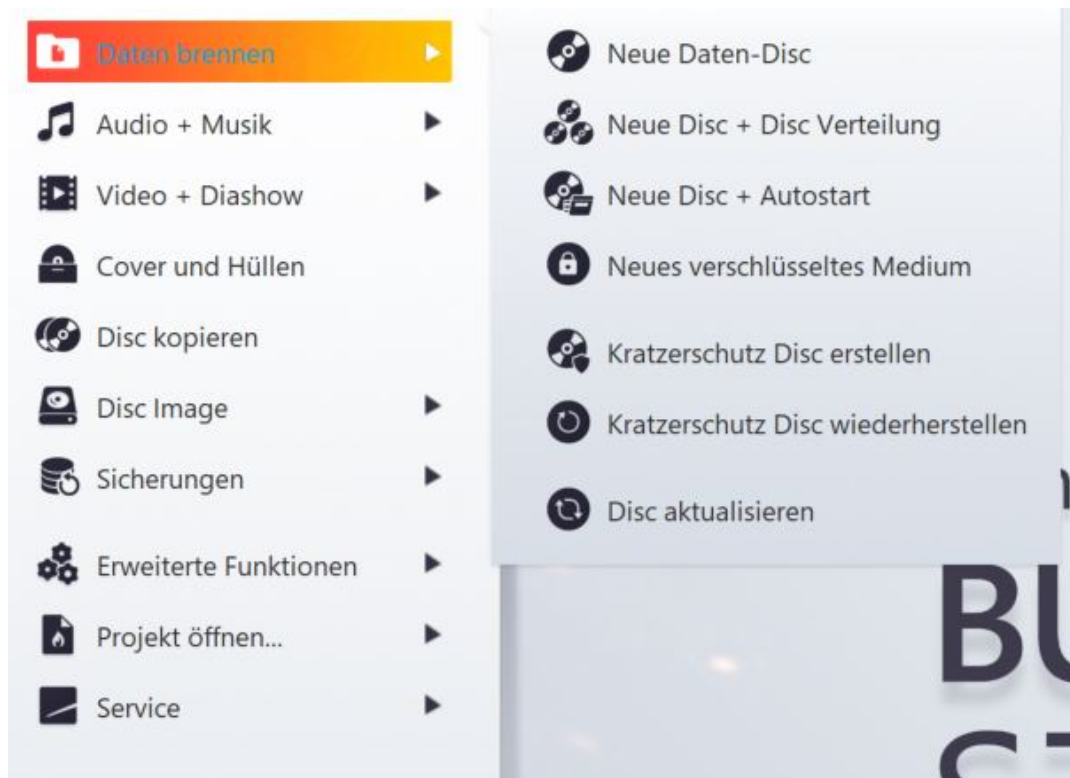 Daten brennen
Audio + Musik
Video + Diashow
Cover und Hüllen
Disc kopieren
Disc Image
Sicherungen
Erweiterte Funktionen
Projekt öffnen...
Service
Neue Daten-Disc
Neue Disc + Disc Verteilung
Neue Disc + Autostart
Neues verschlüsseltes Medium
Kratzerschutz Disc erstellen
Kratzerschutz Disc wiederherstellen
Disc aktualisieren
BU